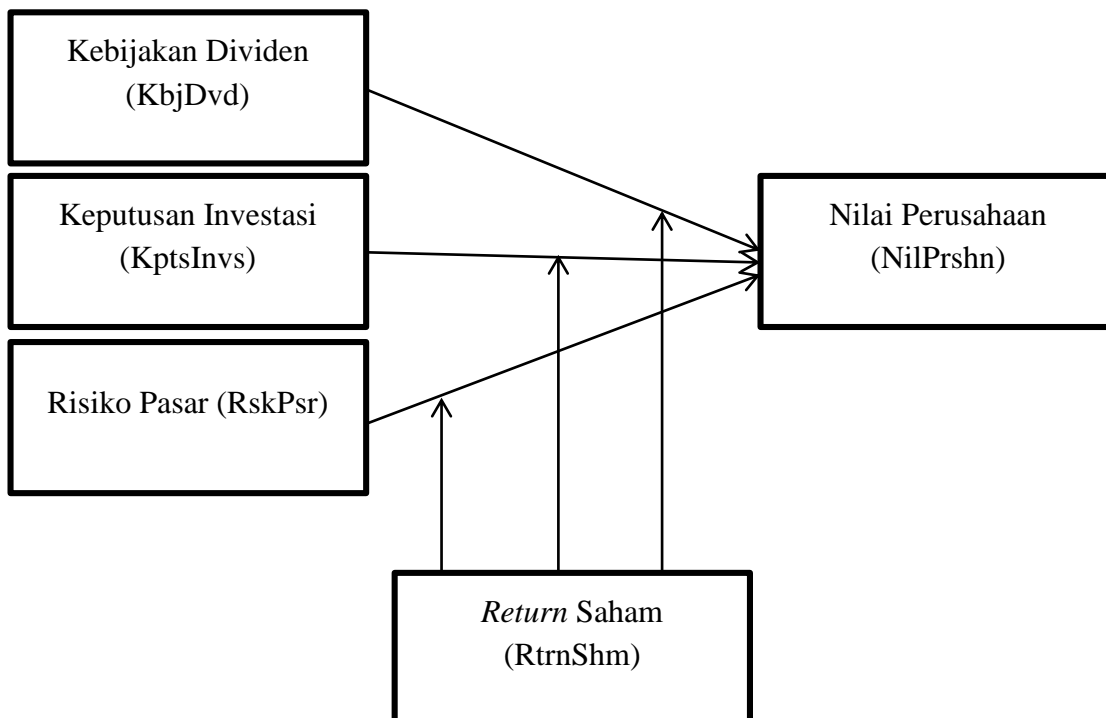 Kebijakan Dividen
(KbjDvd)
Keputusan Investasi
(KptsInvs)
Risiko Pasar (RskPsr)
Nilai Perusahaan
(NilPrshn)
Return Saham
(RtrnShm)